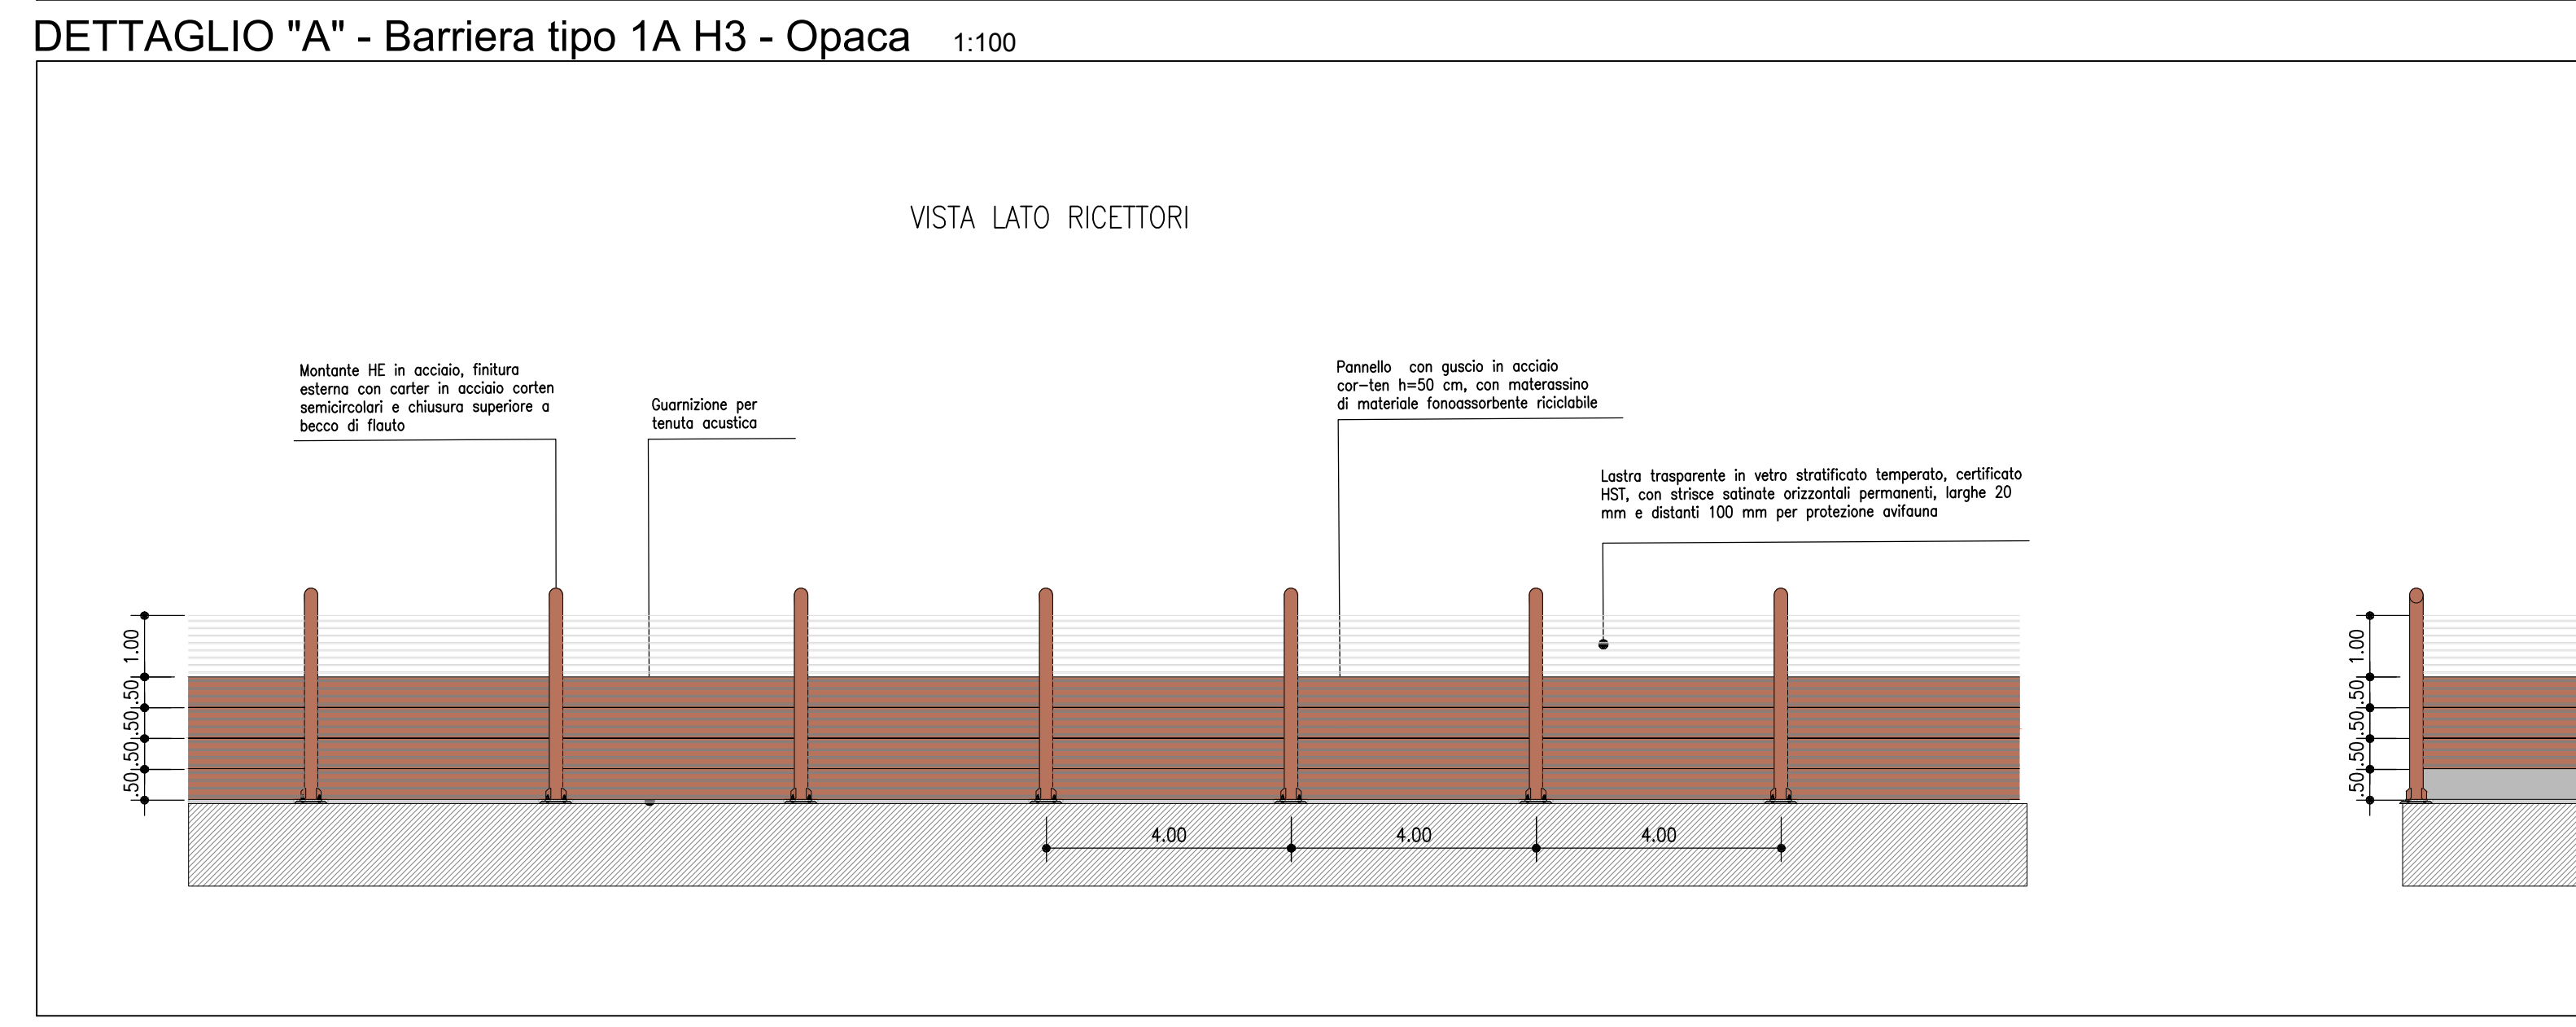 DETTAGLIO "A" - Barriera tipo 1A H3 - Opaca 1:100
VISTA LATO RICETTORI
Montante HE in acciaio, finitura
esterna con carter in acciaio corten
semicircolari e chiusura superiore a
becco di flauto
Guarnizione per
tenuta acustica
Pannello con guscio in acciaio
cor-ten h=50 cm, con materassino
di materiale fonoassorbente riciclabile
Lastra trasparente in vetro stratificato temperato, certificato
HST, con strisce satinate orizzontali permanenti, larghe 20
mm e distanti 100 mm per protezione avifauna
1.00
.50
.50
.50
.50
4.00 4.00 4.00
1.00
.50
.50
.50
.50